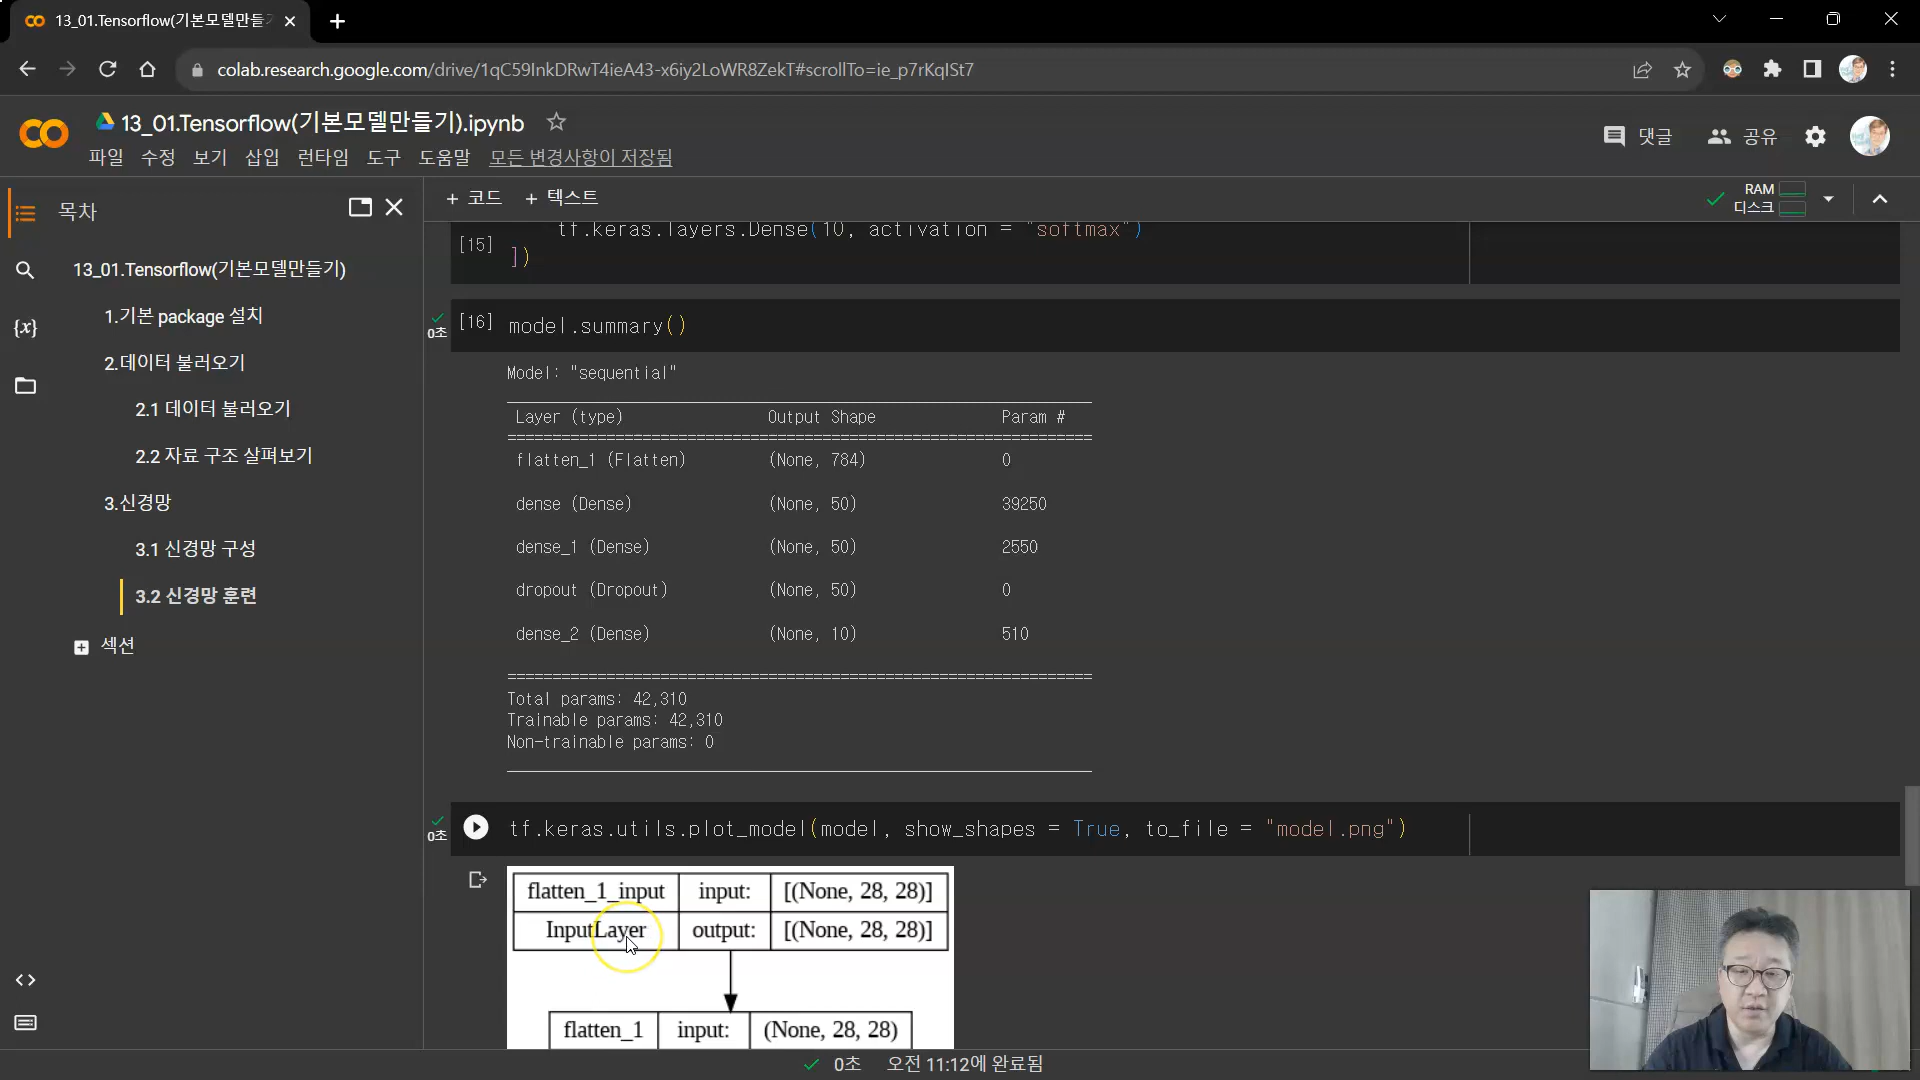 13_01.Tensorflow(기본모델만들기
colab.research.google.com/drive/1qC59InkDRwT4ieA43-x6iy2LoWR8ZekT#scrollTo=ie_p7rKqISt7
13_01.Tensorflow(기본모델만들기).ipynb
파일 수정 보기 삽입 런타임 도구 도움말 모든 변경사항이 저장됨
댓글 공유
목차
+ 코드 + 텍스트
RAM
디스크
13_01.Tensorflow(기본모델만들기)
1.기본 package 설치
2.데이터 불러오기
2.1 데이터 불러오기
2.2 자료 구조 살펴보기
3.신경망
3.1 신경망 구성
3.2 신경망 훈련
섹션
{x}
tf.keras.layers.Dense(10, activation = "softmax")
[15]
])
0초
[16] model.summary()
Model: "sequential"
Layer (type) Output Shape Param #
flatten_1 (Flatten) (None, 784) 0
dense (Dense) (None, 50) 39250
dense_1 (Dense) (None, 50) 2550
dropout (Dropout) (None, 50) 0
dense_2 (Dense) (None, 10) 510
Total params: 42,310
Trainable params: 42,310
Non-trainable params: 0
0초
tf.keras.utils.plot_model(model, show_shapes = True, to_file = "model.png")
flatten_1_input input: [(None, 28, 28)]
InputLayer output: [(None, 28, 28)]
flatten_1 input: (None, 28, 28)
0초 오전 11:12에 완료됨